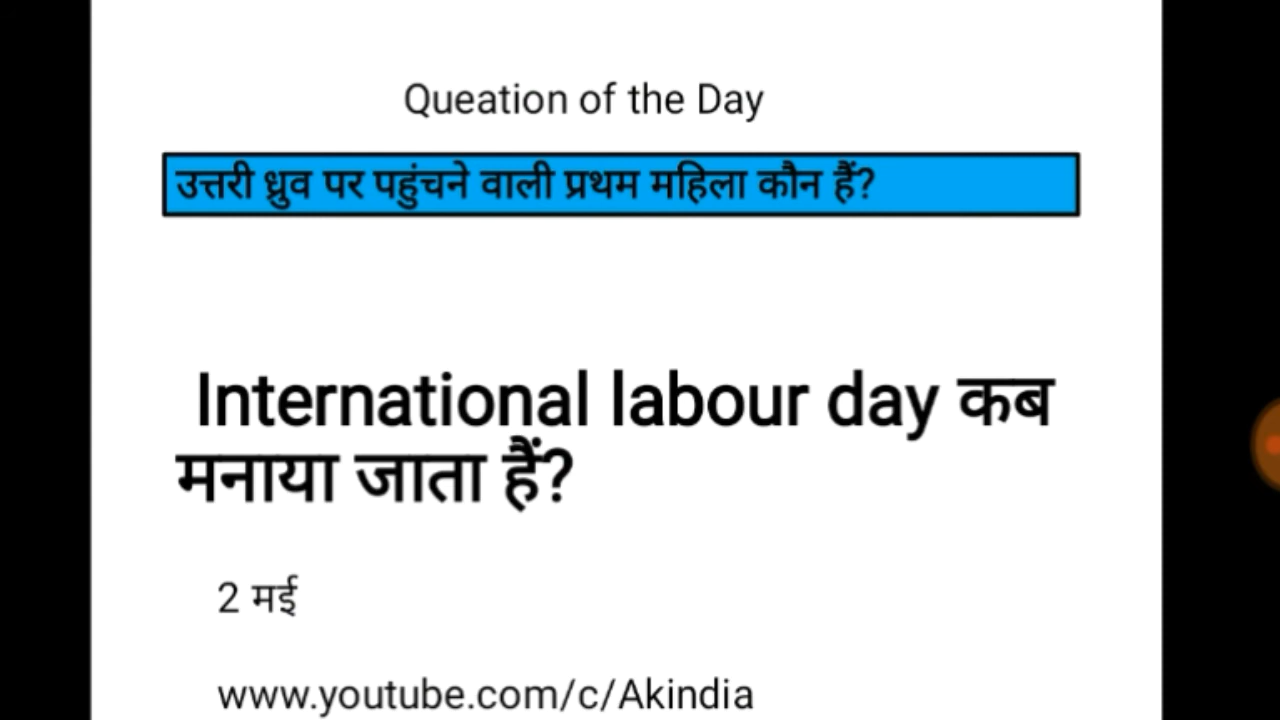 Queation of the Day
उत्तरी ध्रुव पर पहुंचने वाली प्रथम महिला कौन हैं?
International labour day कब
मनाया जाता हैं?
2 मई
www.youtube.com/c/Akindia